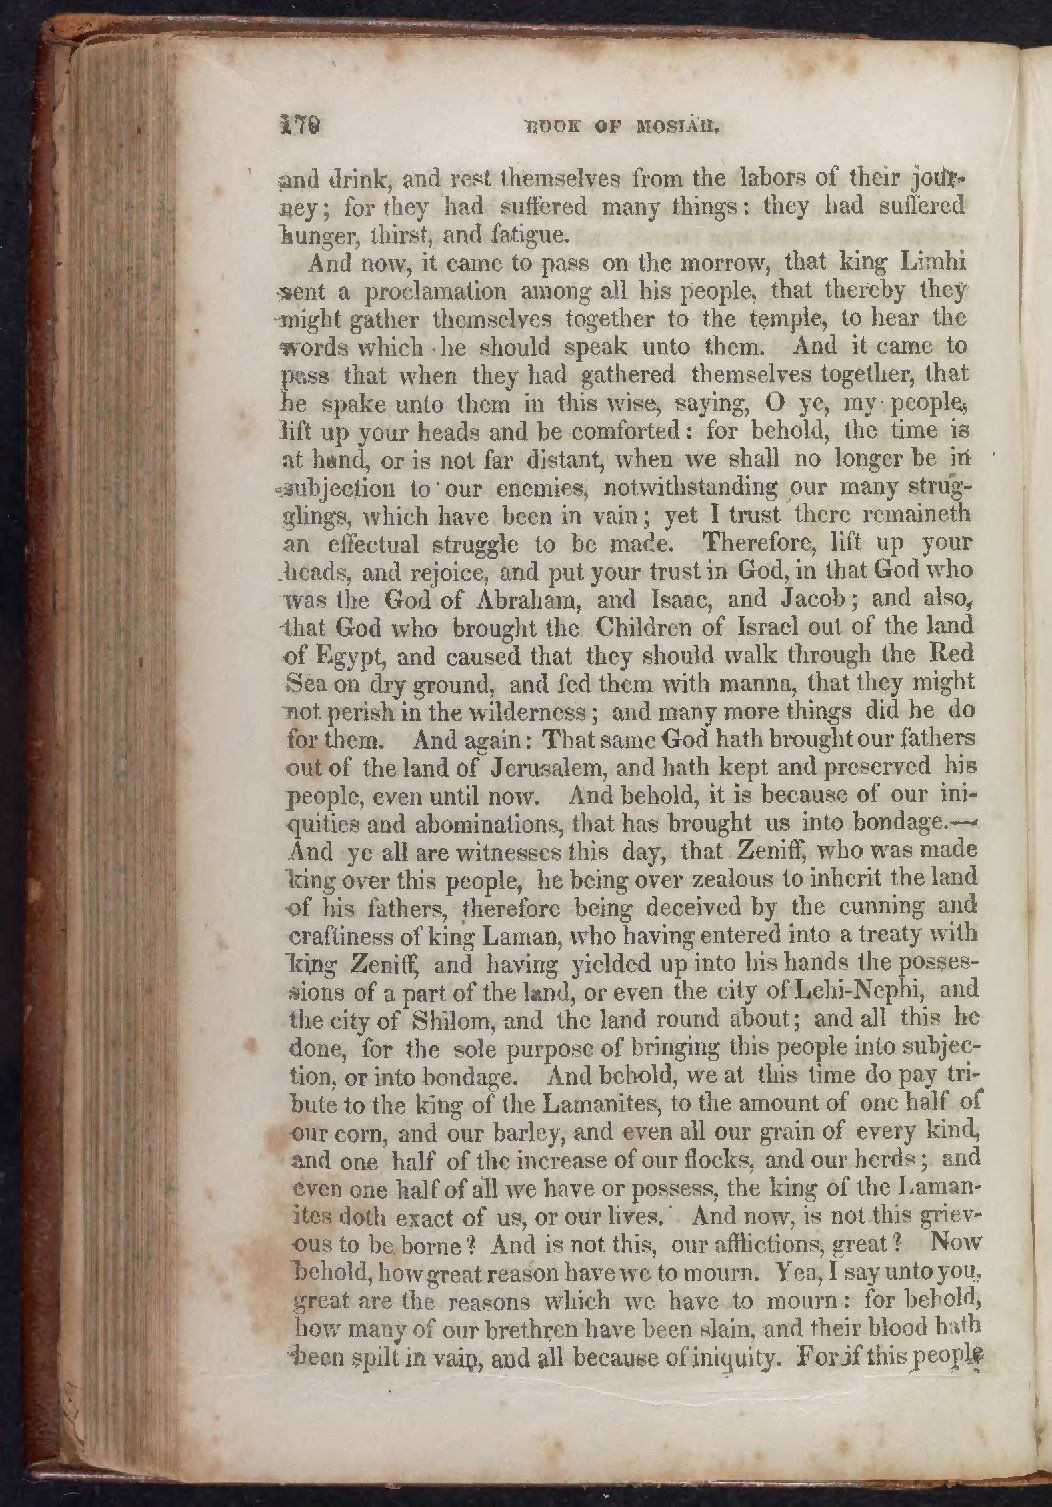 170 BOOK OF MOSIAH.
and drink, and rest themselves from the labors of their jour-
ney; for they had suffered many things: they had suffered
hunger, thirst, and fatigue.
And now, it came to pass on the morrow, that king Limhi
sent a proclamation among all his people, that thereby they
might gather themselves together to the temple, to hear the
words which he should speak unto them. And it came to
pass that when they had gathered themselves together, that
he spake unto them in this wise, saying, O ye, my people,
lift up your heads and be comforted: for behold, the time is
at hand, or is not far distant, when we shall no longer be in
subjection to our enemies, notwithstanding our many strug-
glings, which have been in vain; yet I trust there remaineth
an effectual struggle to be made. Therefore, lift up your
heads, and rejoice, and put your trust in God, in that God who
was the God of Abraham, and Isaac, and Jacob; and also,
that God who brought the Children of Israel out of the land
of Egypt, and caused that they should walk through the Red
Sea on dry ground, and fed them with manna, that they might
not perish in the wilderness; and many more things did he do
for them. And again: That same God hath brought our fathers
out of the land of Jerusalem, and hath kept and preserved his
people, even until now. And behold, it is because of our ini-
quities and abominations, that has brought us into bondage.—
And ye all are witnesses this day, that Zeniff, who was made
king over this people, he being over zealous to inherit the land
of his fathers, therefore being deceived by the cunning and
craftiness of king Laman, who having entered into a treaty with
king Zeniff, and having yielded up into his hands the posses-
sions of a part of the land, or even the city of Lehi-Nephi, and
the city of Shilom, and the land round about; and all this he
done, for the sole purpose of bringing this people into subjec-
tion, or into bondage. And behold, we at this time do pay tri-
bute to the king of the Lamanites, to the amount of one half of
our corn, and our barley, and even all our grain of every kind,
and one half of the increase of our flocks, and our herds; and
even one half of all we have or possess, the king of the Laman-
ites doth exact of us, or our lives. And now, is not this griev-
ous to be borne? And is not this, our afflictions, great? Now
behold, how great reason have we to mourn. Yea, I say unto you,
great are the reasons which we have to mourn: for behold,
how many of our brethren have been slain, and their blood hath
been spilt in vain, and all because of iniquity. For if this people